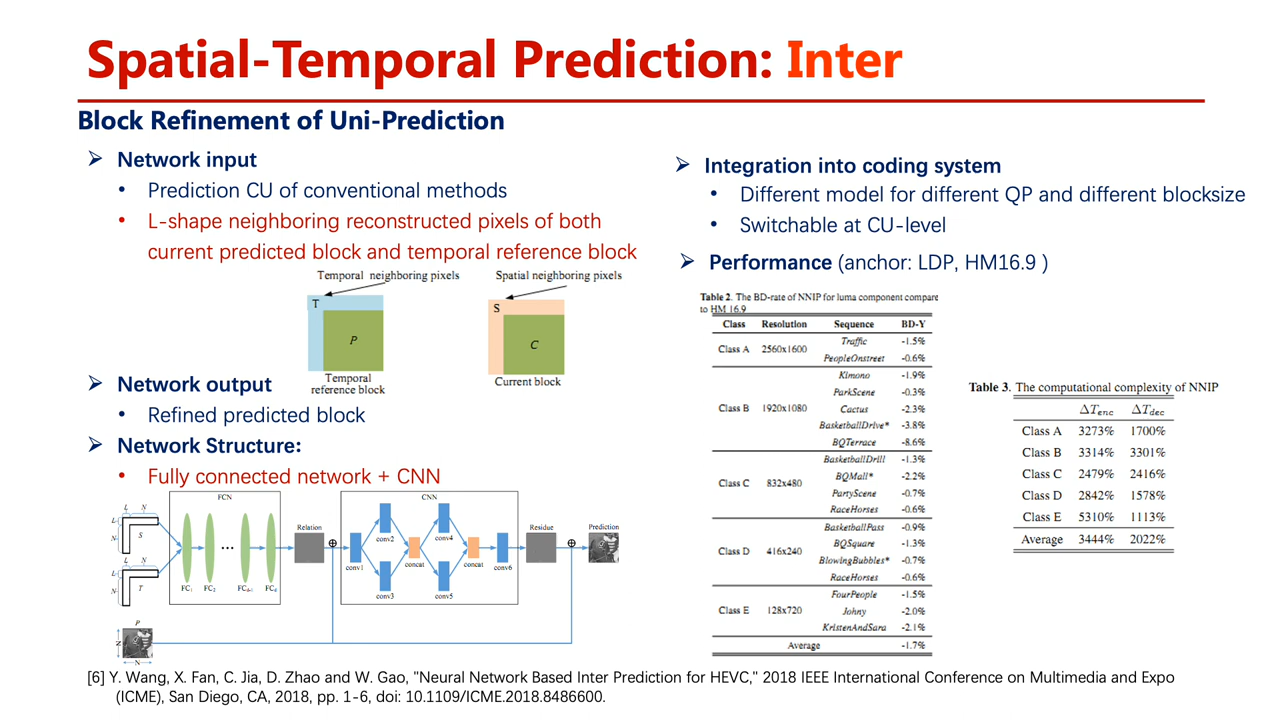 Spatial-Temporal Prediction: Inter
Block Refinement of Uni-Prediction
➢ Network input
• Prediction CU of conventional methods
• L-shape neighboring reconstructed pixels of both
current predicted block and temporal reference block
Temporal neighboring pixels
T
P
Temporal
reference block
Spatial neighboring pixels
S
C
Current block
➢ Network output
• Refined predicted block
➢ Network Structure:
• Fully connected network + CNN
L N
L
N
S
L N
L
N
T
FCN
FC1 FC2 ... FCd-1 FCd
Relation
⊕
CNN
conv1
conv2
conv3
concat
conv4
conv5
concat
conv6
Residue
⊕
Prediction
P
N
N
➢ Integration into coding system
• Different model for different QP and different blocksize
• Switchable at CU-level
➢ Performance (anchor: LDP, HM16.9 )
Table 2. The BD-rate of NNIP for luma component compare
to HM 16.9
Class Resolution Sequence BD-Y
Class A 2560x1600 Traffic -1.5%
PeopleOnstreet -0.6%
Class B 1920x1080 Kimono -1.9%
ParkScene -0.3%
Cactus -2.3%
BasketballDrive* -3.8%
BQTerrace -8.6%
Class C 832x480 BasketballDrill -1.3%
BQMall* -2.2%
PartyScene -0.7%
RaceHorses -0.6%
Class D 416x240 BasketballPass -0.9%
BQSquare -1.3%
BlowingBubbles* -0.7%
RaceHorses -0.6%
Class E 128x720 FourPeople -1.5%
Johny -2.0%
KristenAndSara -2.1%
Average -1.7%
Table 3. The computational complexity of NNIP
ΔTenc ΔTdec
Class A 3273% 1700%
Class B 3314% 3301%
Class C 2479% 2416%
Class D 2842% 1578%
Class E 5310% 1113%
Average 3444% 2022%
[6] Y. Wang, X. Fan, C. Jia, D. Zhao and W. Gao, "Neural Network Based Inter Prediction for HEVC," 2018 IEEE International Conference on Multimedia and Expo
(ICME), San Diego, CA, 2018, pp. 1-6, doi: 10.1109/ICME.2018.8486600.